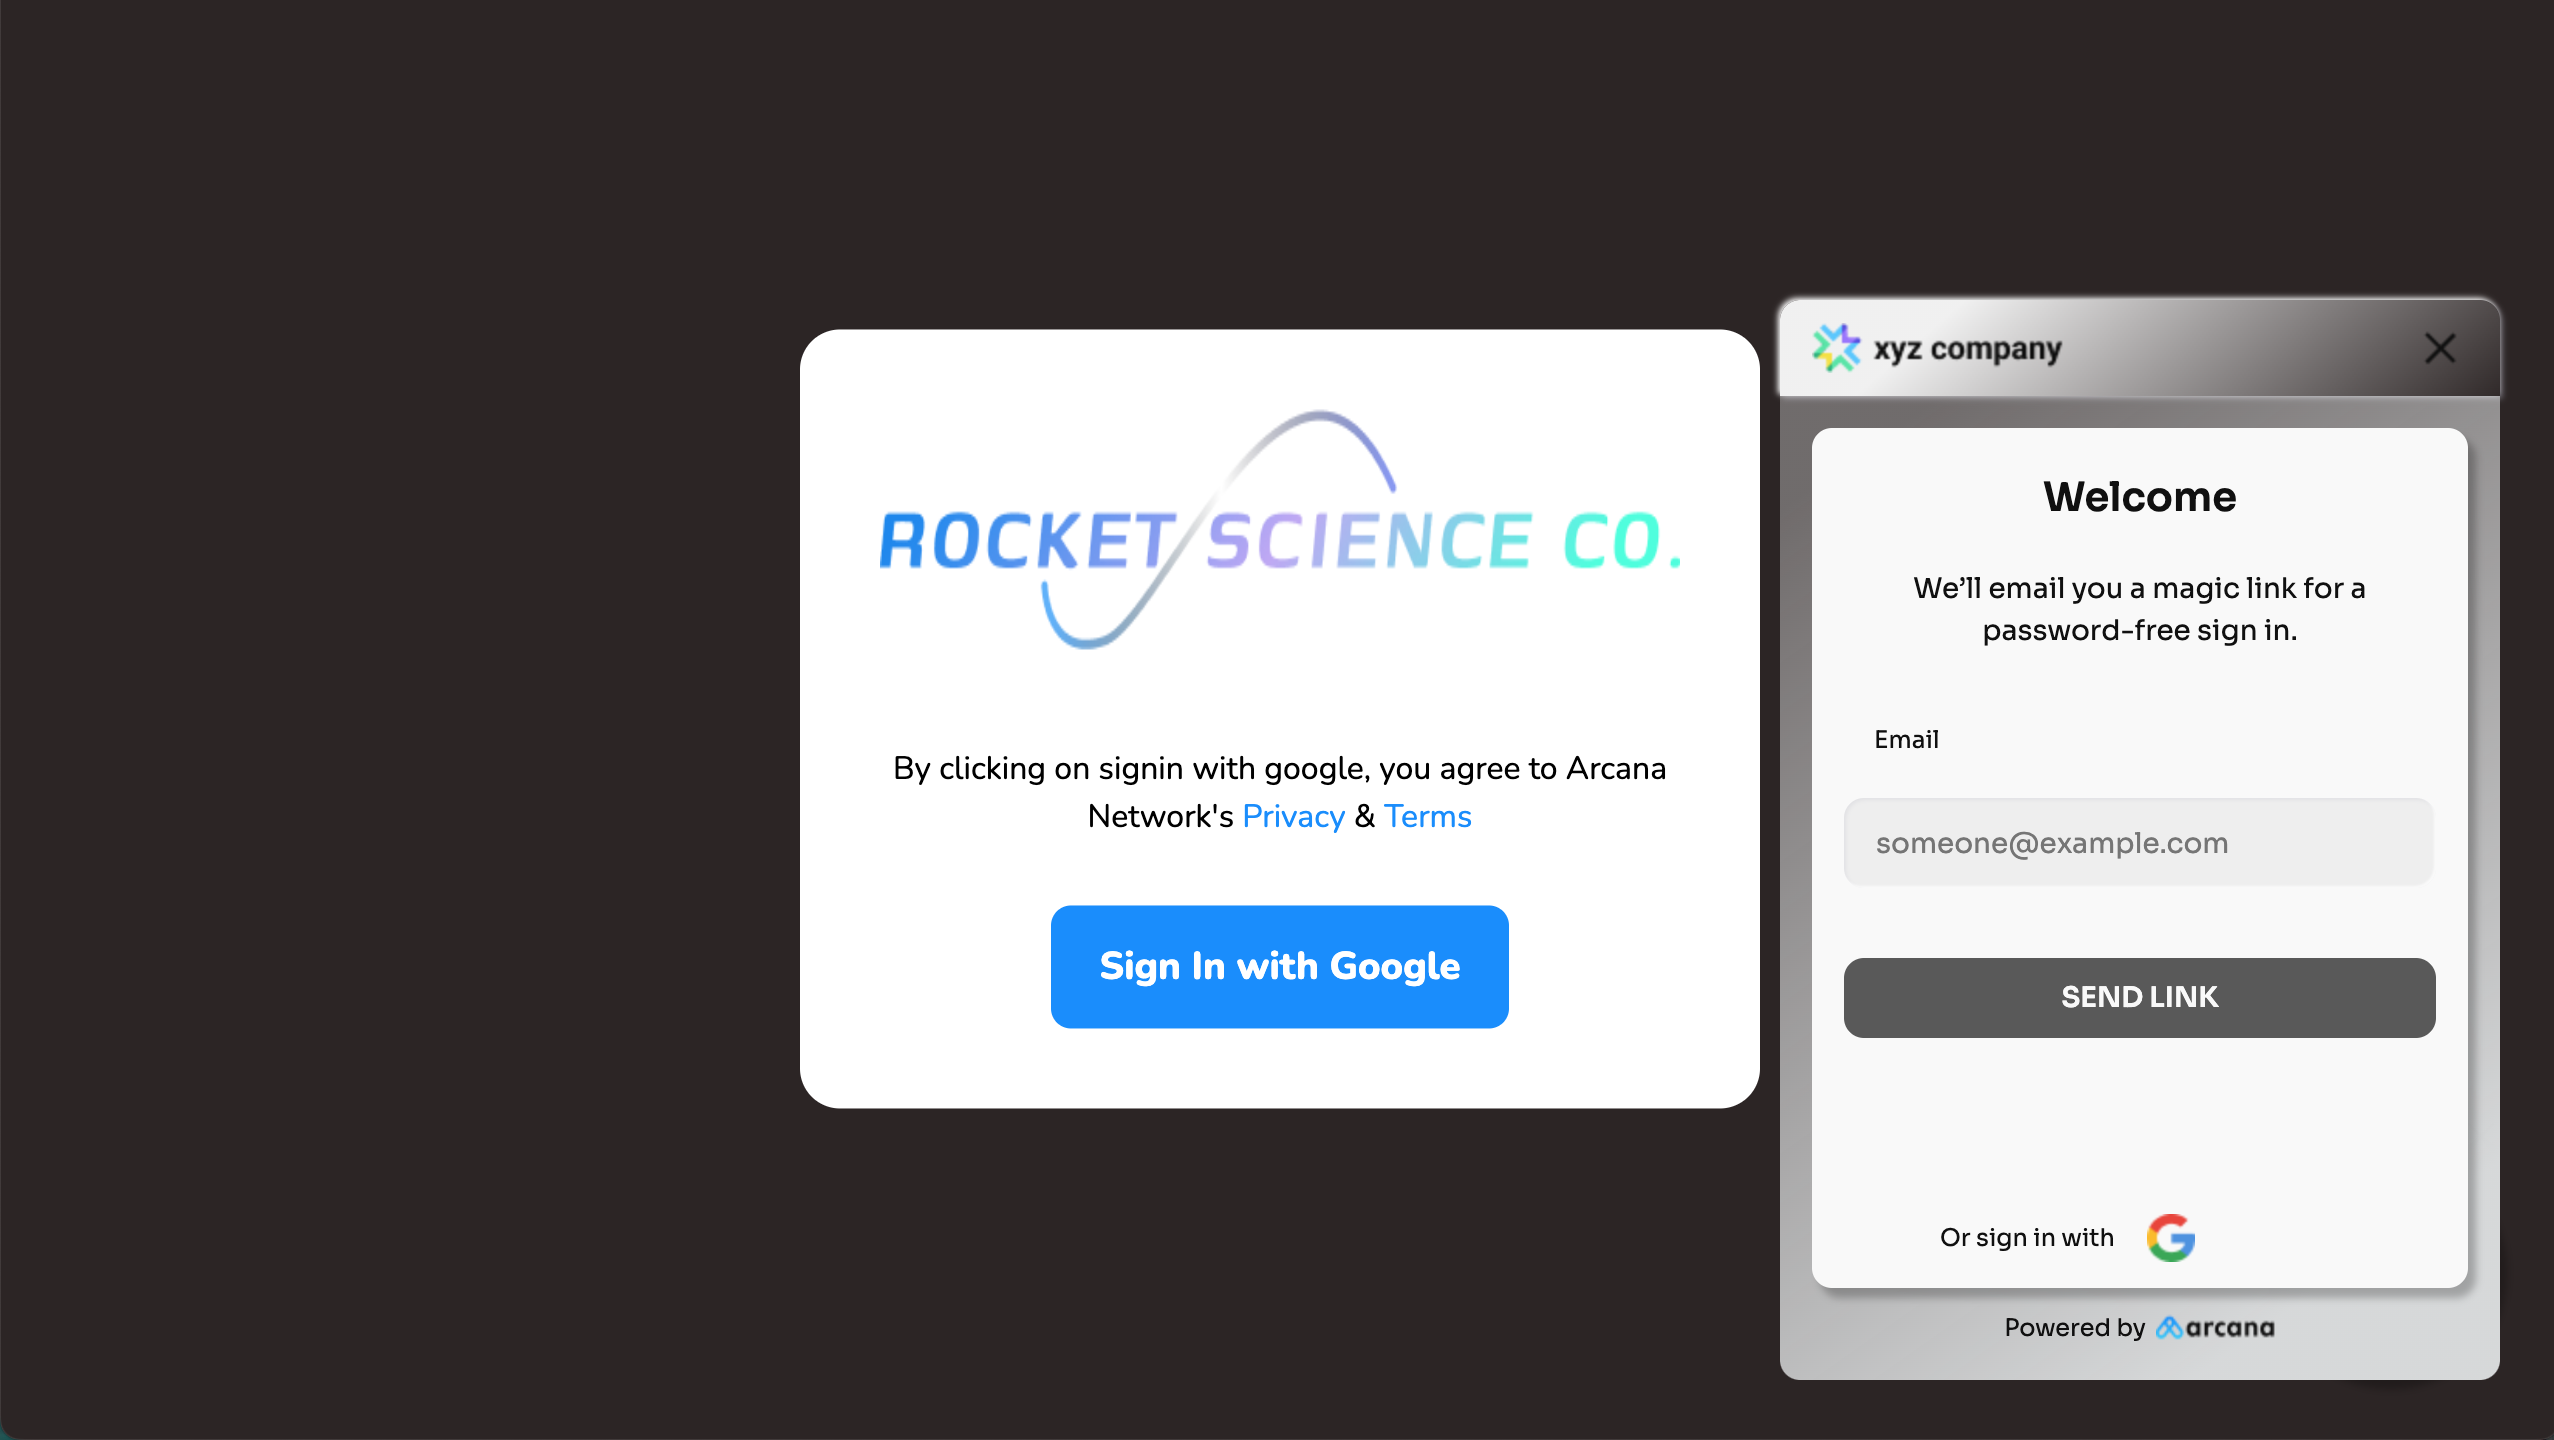 ROCKET SCIENCE CO.
By clicking on signin with google, you agree to Arcana
Network's Privacy & Terms
Sign In with Google
xyz company
Welcome
We’ll email you a magic link for a
password-free sign in.
Email
someone@example.com
SEND LINK
Or sign in with
Powered by arcana